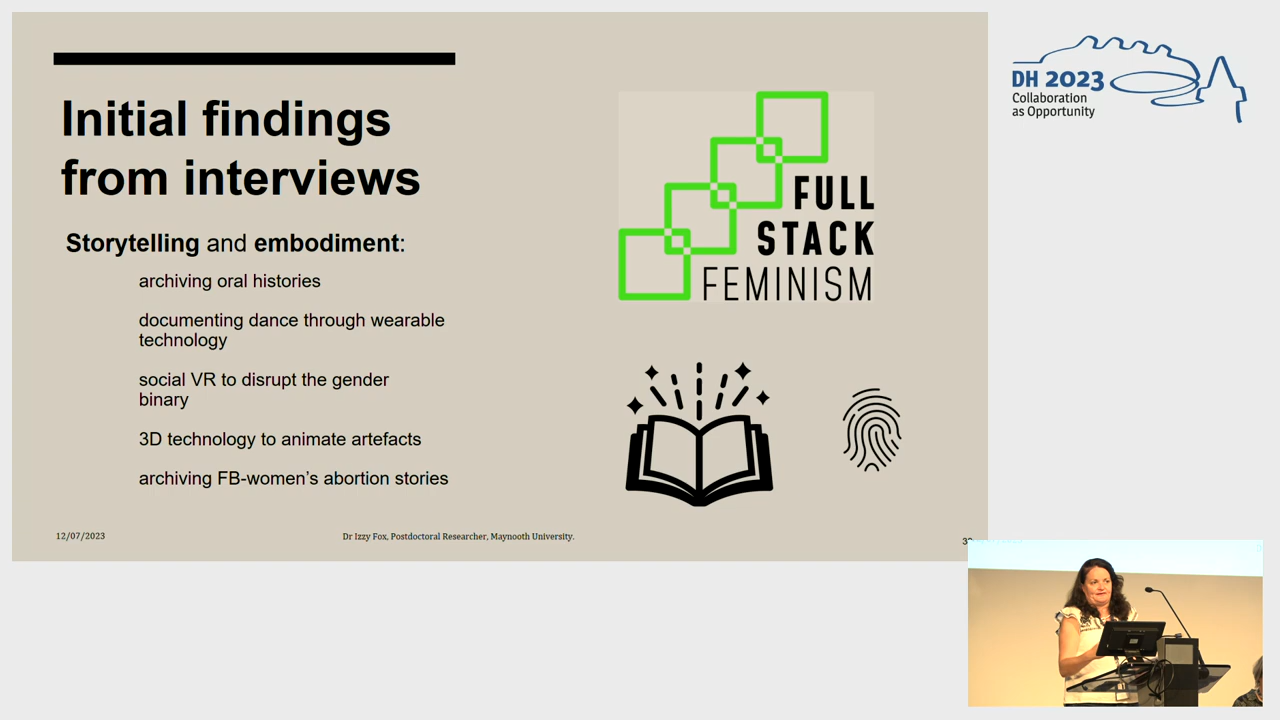 Initial findings
from interviews
Storytelling and embodiment:
archiving oral histories
documenting dance through wearable
technology
social VR to disrupt the gender
binary
3D technology to animate artefacts
archiving FB-women’s abortion stories
12/07/2023
Dr Izzy Fox, Postdoctoral Researcher, Maynooth University.
FULL
STACK
FEMINISM
DH 2023
Collaboration
as Opportunity